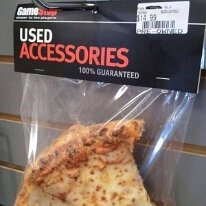 GameStop
power to the players
$14.99
PRE-OWNED
USED
ACCESSORIES
100% GUARANTEED